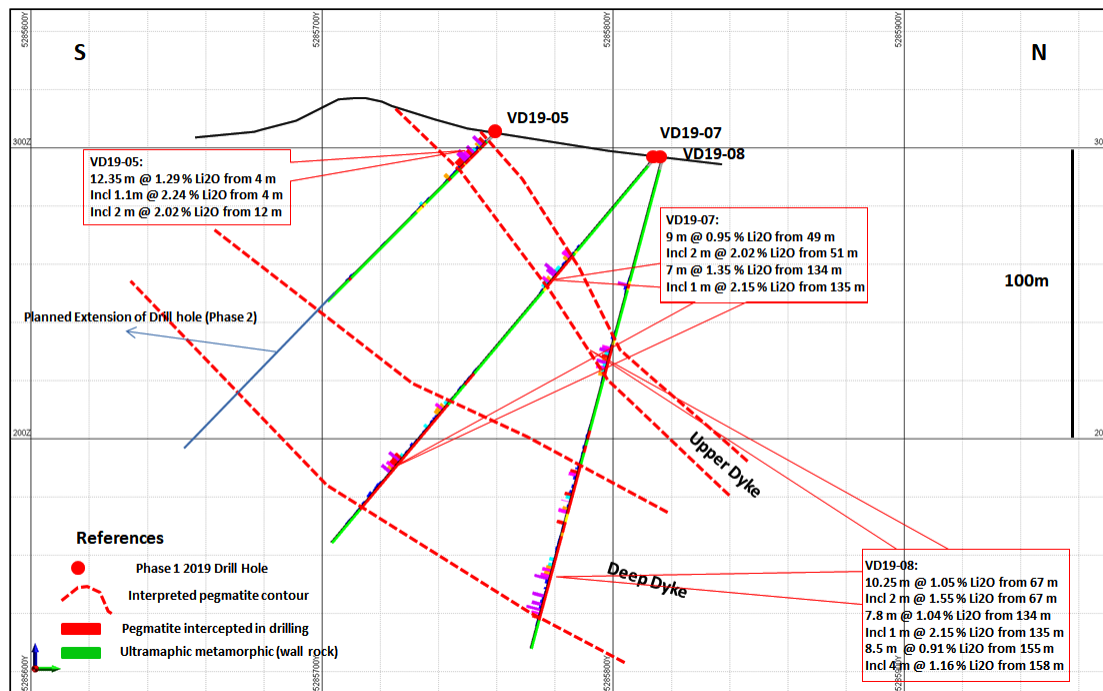 5285600Y
5285700Y
5285800Y
5285900Y
S
N
VD19-05
VD19-07
VD19-08
300Z
30
VD19-05:
12.35 m @ 1.29 % Li2O from 4 m
Incl 1.1m @ 2.24 % Li2O from 4 m
Incl 2 m @ 2.02 % Li2O from 12 m
VD19-07:
9 m @ 0.95 % Li2O from 49 m
Incl 2 m @ 2.02 % Li2O from 51 m
7 m @ 1.35 % Li2O from 134 m
Incl 1 m @ 2.15 % Li2O from 135 m
100m
Planned Extension of Drill hole (Phase 2)
200Z
20
Upper Dyke
References
Phase 1 2019 Drill Hole
Interpreted pegmatite contour
Pegmatite intercepted in drilling
Ultramaphic metamorphic (wall rock)
Deep Dyke
VD19-08:
10.25 m @ 1.05 % Li2O from 67 m
Incl 2 m @ 1.55 % Li2O from 67 m
7.8 m @ 1.04 % Li2O from 134 m
Incl 1 m @ 2.15 % Li2O from 135 m
8.5 m @ 0.91 % Li2O from 155 m
Incl 4 m @ 1.16 % Li2O from 158 m
5285600Y
5285700Y
5285800Y